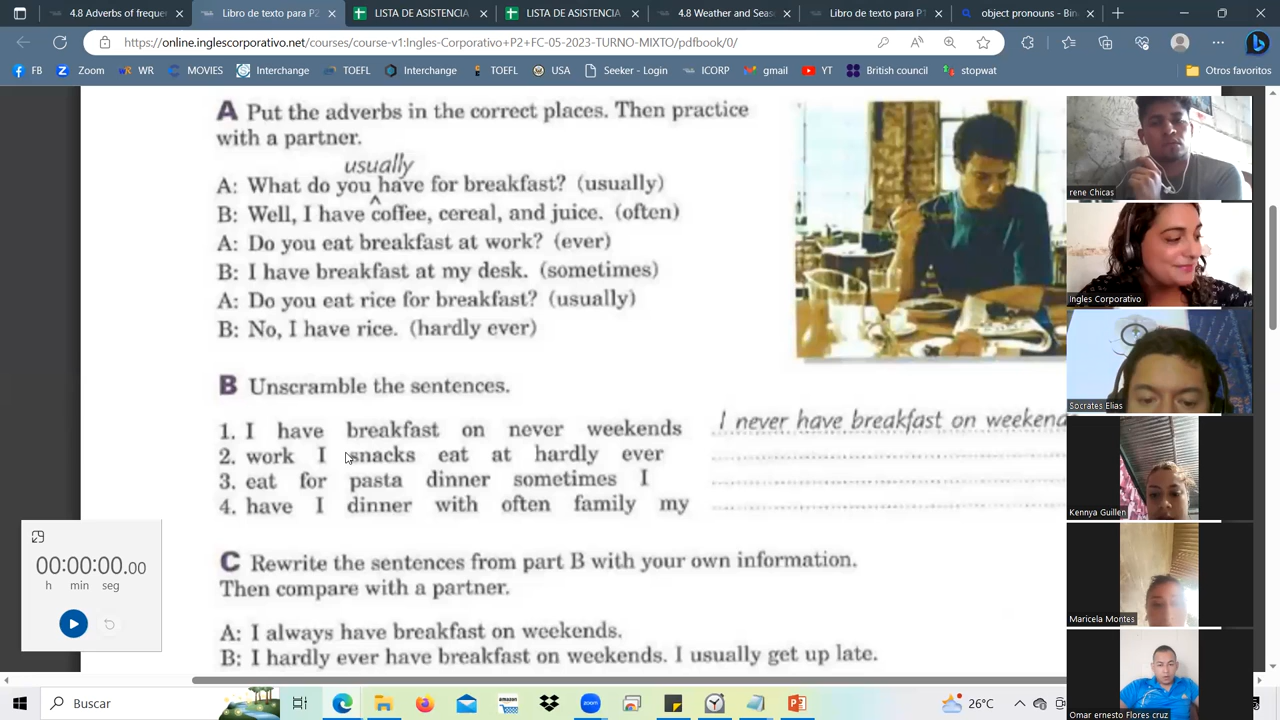 4.8 Adverbs of freque
Libro de texto para P2
LISTA DE ASISTENCIA
LISTA DE ASISTENCIA
4.8 Weather and Seas
Libro de texto para P1
object pronouns - Bin
https://online.inglescorporativo.net/courses/course-v1:Ingles-Corporativo+P2+FC-05-2023-TURNO-MIXTO/pdfbook/0/
FB
Zoom
WR
MOVIES
Interchange
TOEFL
Interchange
TOEFL
USA
Seeker - Login
ICORP
gmail
YT
British council
stopwat
Otros favoritos
A Put the adverbs in the correct places. Then practice
with a partner.
usually
A: What do you have for breakfast? (usually)
B: Well, I have coffee, cereal, and juice. (often)
A: Do you eat breakfast at work? (ever)
B: I have breakfast at my desk. (sometimes)
A: Do you eat rice for breakfast? (usually)
B: No, I have rice. (hardly ever)
B Unscramble the sentences.
1. I have breakfast on never weekends
I never have breakfast on weekend
2. work I snacks eat at hardly ever
3. eat for pasta dinner sometimes I
4. have I dinner with often family my
C Rewrite the sentences from part B with your own information.
Then compare with a partner.
A: I always have breakfast on weekends.
B: I hardly ever have breakfast on weekends. I usually get up late.
00:00:00.00
h min seg
rene Chicas
Ingles Corporativo
Socrates Elias
Kennya Guillen
Maricela Montes
Omar ernesto Flores cruz
Buscar
26°C